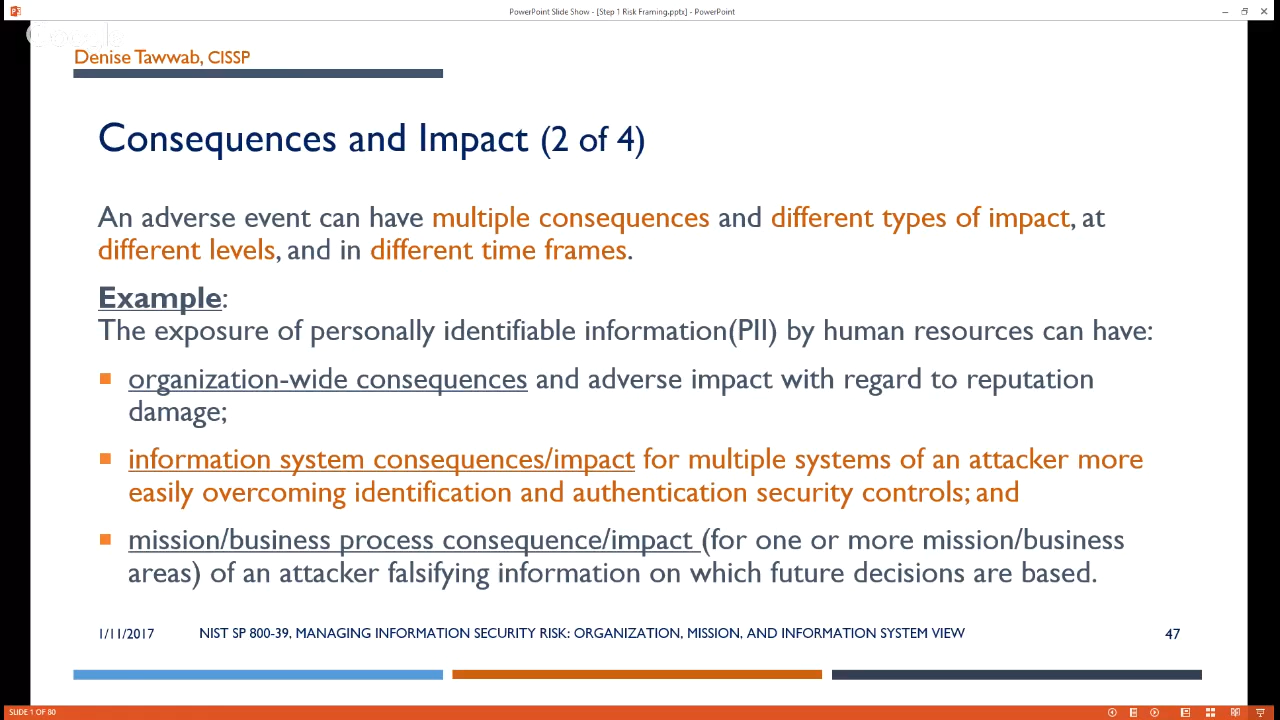 PowerPoint Slide Show - [Step 1 Risk Framing.pptx] - PowerPoint
Denise Tawwab, CISSP
Consequences and Impact (2 of 4)
An adverse event can have multiple consequences and different types of impact, at
different levels, and in different time frames.
Example:
The exposure of personally identifiable information(PII) by human resources can have:
organization-wide consequences and adverse impact with regard to reputation
damage;
information system consequences/impact for multiple systems of an attacker more
easily overcoming identification and authentication security controls; and
mission/business process consequence/impact (for one or more mission/business
areas) of an attacker falsifying information on which future decisions are based.
1/11/2017 NIST SP 800-39, MANAGING INFORMATION SECURITY RISK: ORGANIZATION, MISSION, AND INFORMATION SYSTEM VIEW 47
SLIDE 1 OF 80